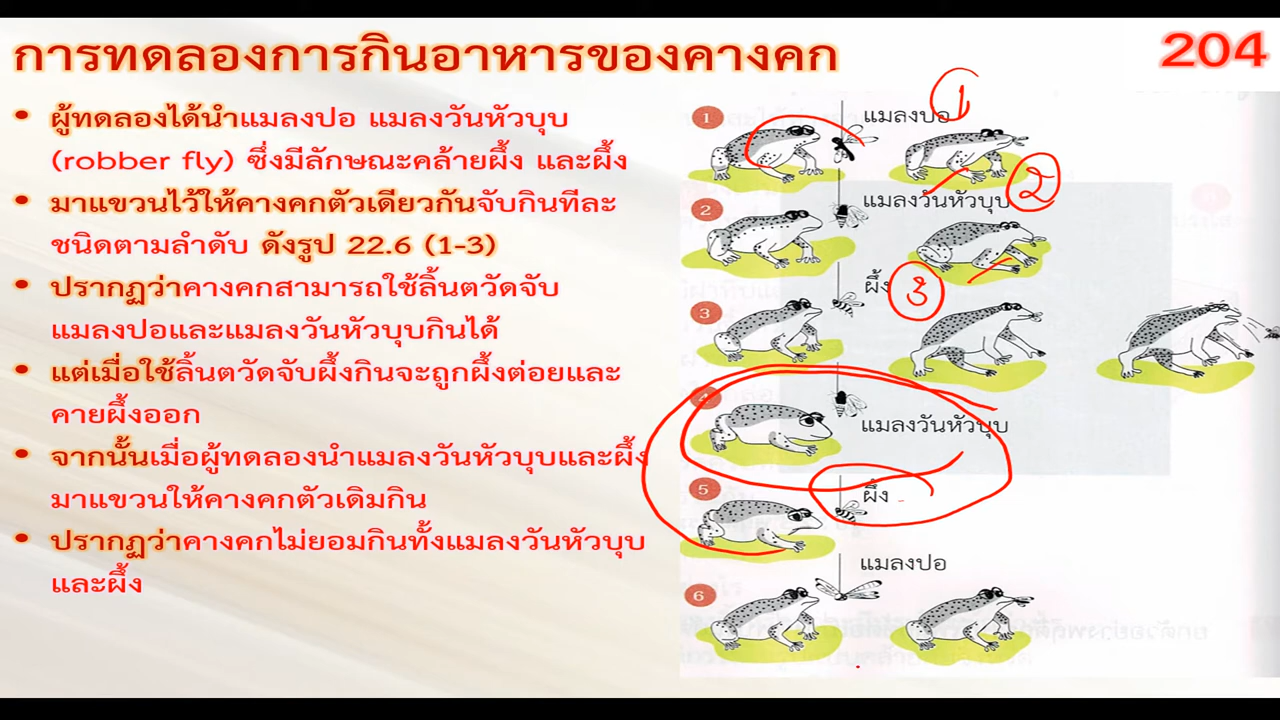 การทดลองการกินอาหารของคางคก
204
• ผู้ทดลองได้นำแมลงปอ แมลงวันหัวบุบ
(robber fly) ซึ่งมีลักษณะคล้ายผึ้ง และผึ้ง
• มาแขวนไว้ให้คางคกตัวเดียวกันจับกินทีละ
ชนิดตามลำดับ ดังรูป 22.6 (1-3)
• ปรากฏว่าคางคกสามารถใช้ลิ้นตวัดจับ
แมลงปอและแมลงวันหัวบุบกินได้
• แต่เมื่อใช้ลิ้นตวัดจับผึ้งกินจะถูกผึ้งต่อยและ
คายผึ้งออก
• จากนั้นเมื่อผู้ทดลองนำแมลงวันหัวบุบและผึ้ง
มาแขวนให้คางคกตัวเดิมกิน
• ปรากฏว่าคางคกไม่ยอมกินทั้งแมลงวันหัวบุบ
และผึ้ง
1
แมลงปอ
1
2
แมลงวันหัวบุบ
2
3
ผึ้ง
3
4
แมลงวันหัวบุบ
5
ผึ้ง
6
แมลงปอ